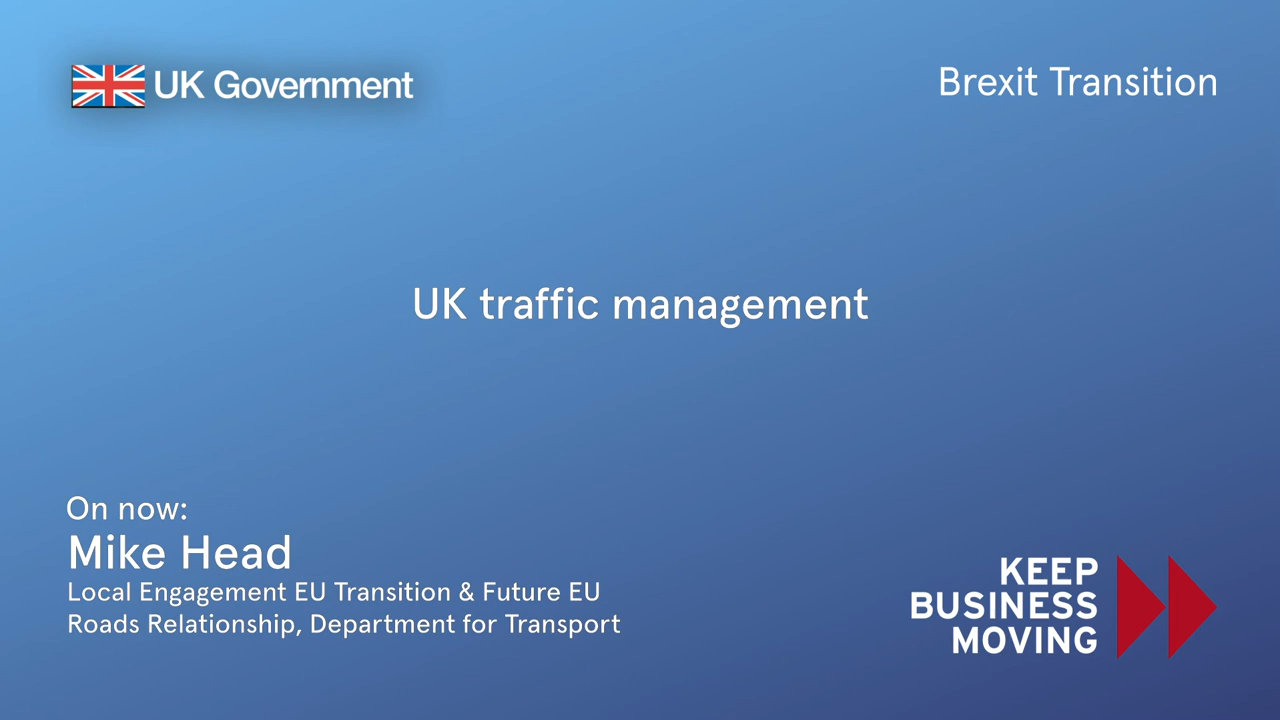 UK Government
Brexit Transition
UK traffic management
On now:
Mike Head
Local Engagement EU Transition & Future EU
Roads Relationship, Department for Transport
KEEP
BUSINESS
MOVING